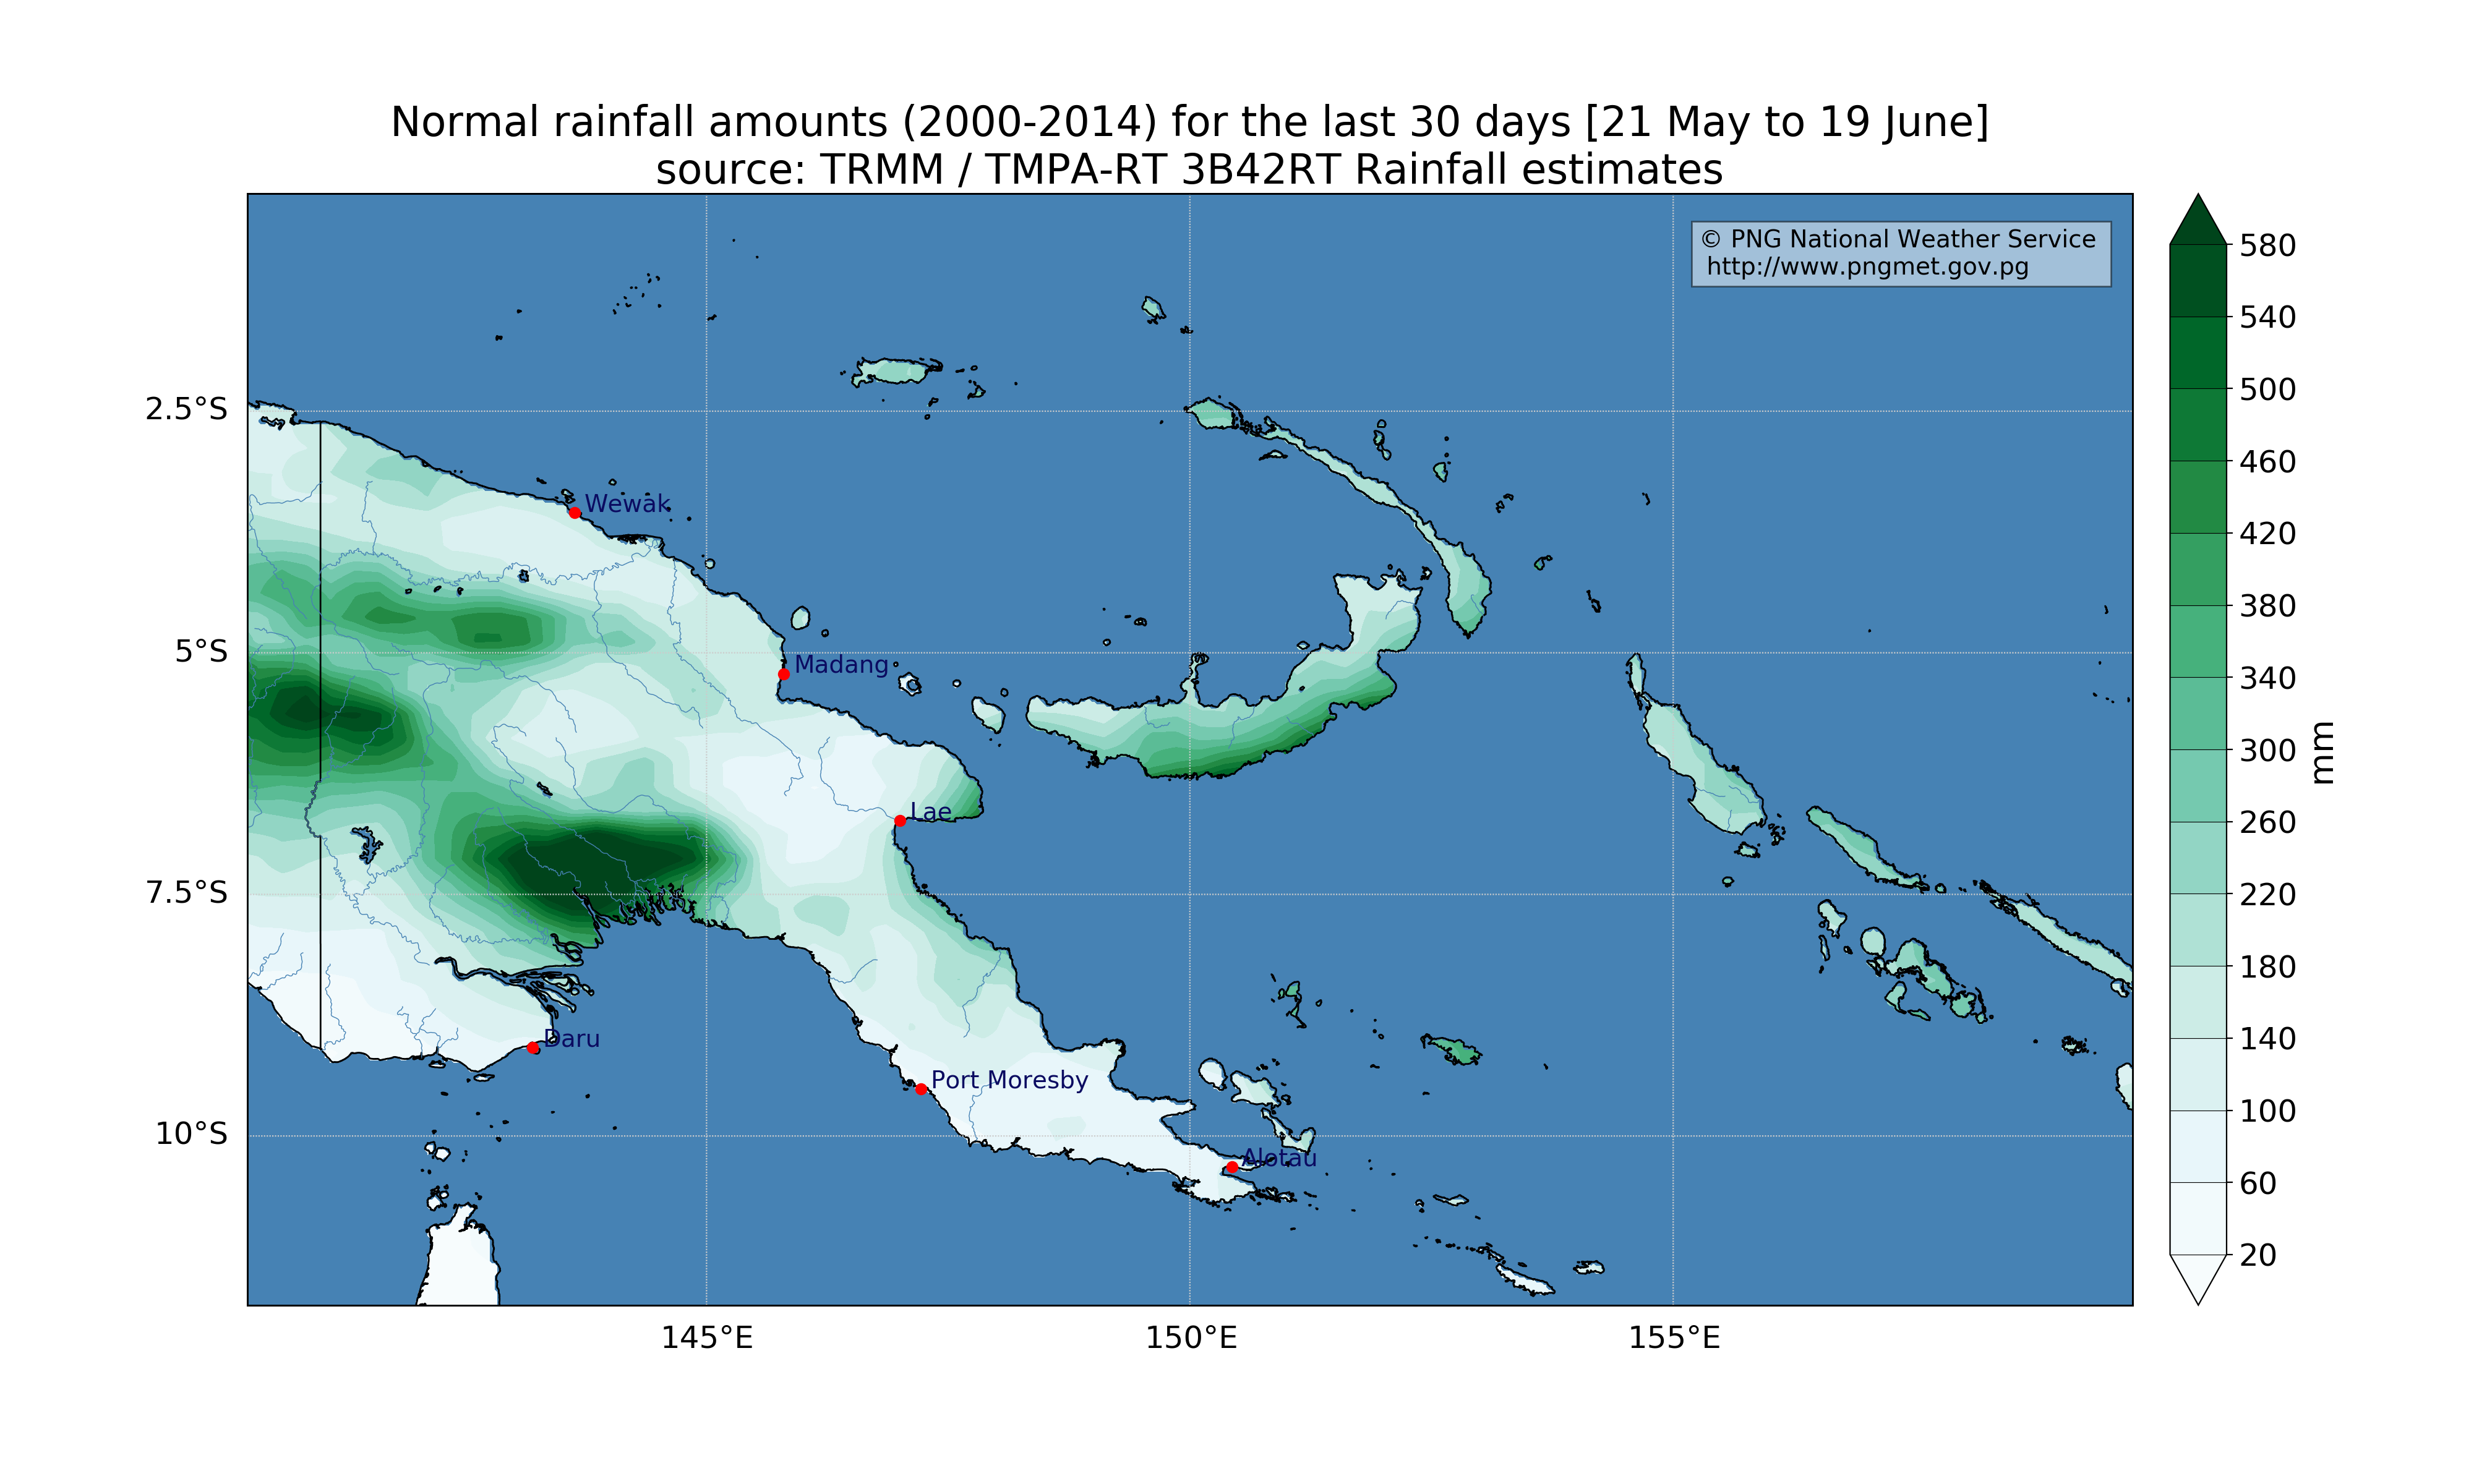 Normal rainfall amounts (2000-2014) for the last 30 days [21 May to 19 June]
source: TRMM / TMPA-RT 3B42RT Rainfall estimates
© PNG National Weather Service
http://www.pngmet.gov.pg
2.5°S
5°S
7.5°S
10°S
Wewak
Madang
Lae
Daru
Port Moresby
Alotau
145°E
150°E
155°E
580
540
500
460
420
380
340
300
260
220
180
140
100
60
20
mm